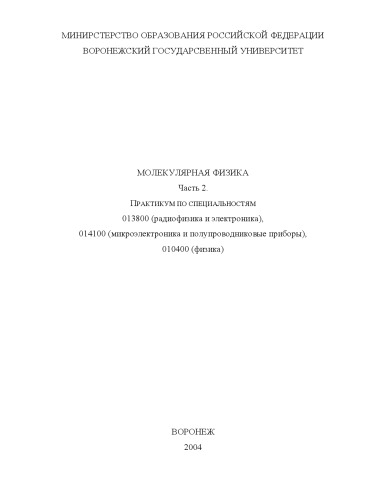 МИНИРСТЕРСТВО ОБРАЗОВАНИЯ РОССИЙСКОЙ ФЕДЕРАЦИИ
ВОРОНЕЖСКИЙ ГОСУДАРСВЕННЫЙ УНИВЕРСИТЕТ
МОЛЕКУЛЯРНАЯ ФИЗИКА
Часть 2.
ПРАКТИКУМ ПО СПЕЦИАЛЬНОСТЯМ
013800 (радиофизика и электроника),
014100 (микроэлектроника и полупроводниковые приборы),
010400 (физика)
ВОРОНЕЖ
2004